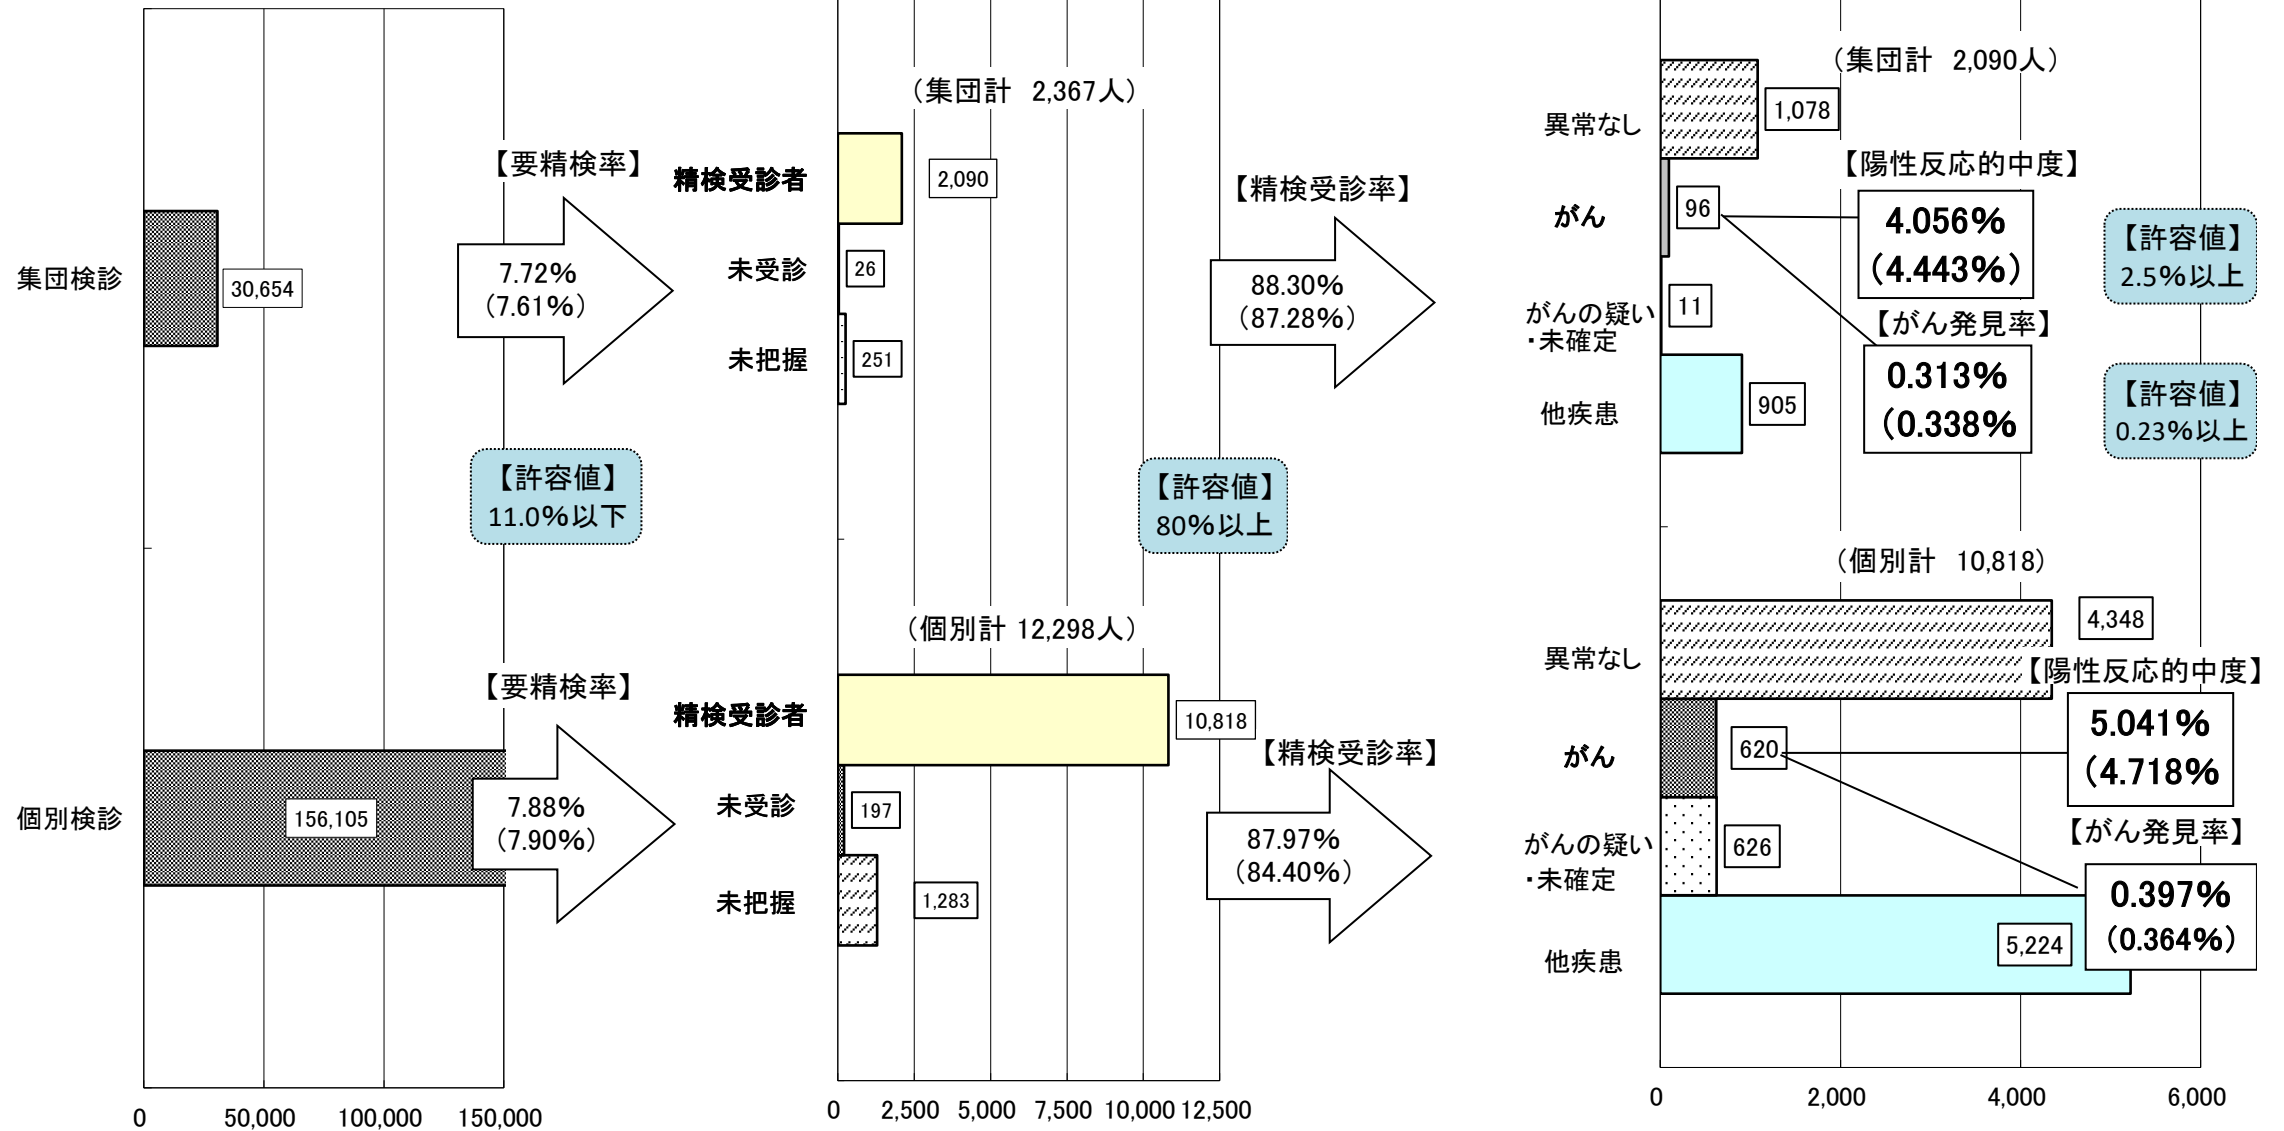 集団検診
30,654
個別検診
156,105
0
50,000
100,000
150,000
【要精検率】
7.72%
(7.61%)
【許容値】
11.0%以下
【要精検率】
7.88%
(7.90%)
(集団計 2,367人)
精検受診者
2,090
未受診
26
未把握
251
(個別計 12,298人)
精検受診者
10,818
未受診
197
未把握
1,283
0
2,500
5,000
7,500
10,000
12,500
【精検受診率】
88.30%
(87.28%)
【許容値】
80%以上
【精検受診率】
87.97%
(84.40%)
(集団計 2,090人)
異常なし
1,078
がん
96
がんの疑い
・未確定
11
他疾患
905
【陽性反応的中度】
4.056%
(4.443%)
【許容値】
2.5%以上
【がん発見率】
0.313%
(0.338%
【許容値】
0.23%以上
(個別計 10,818)
異常なし
4,348
がん
620
がんの疑い
・未確定
626
他疾患
5,224
【陽性反応的中度】
5.041%
(4.718%
【がん発見率】
0.397%
(0.364%)
0
2,000
4,000
6,000